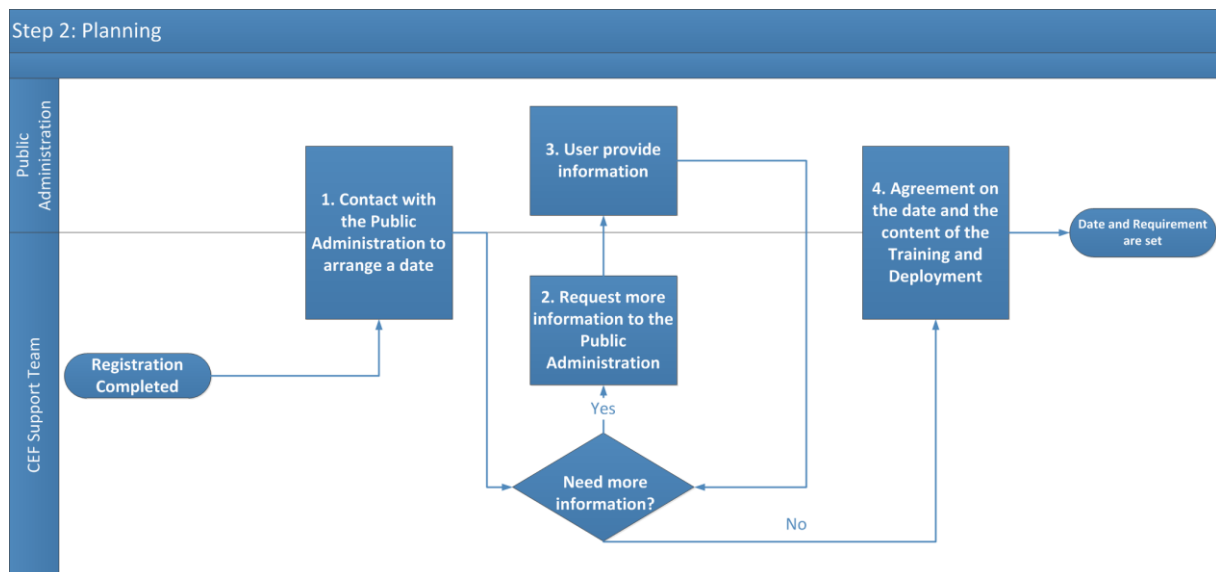 Step 2: Planning
Public
Administration
CEF Support Team
Registration
Completed
1. Contact with
the Public
Administration to
arrange a date
3. User provide
information
2. Request more
information to the
Public
Administration
Yes
Need more
information?
No
4. Agreement on
the date and the
content of the
Training and
Deployment
Date and Requirement
are set